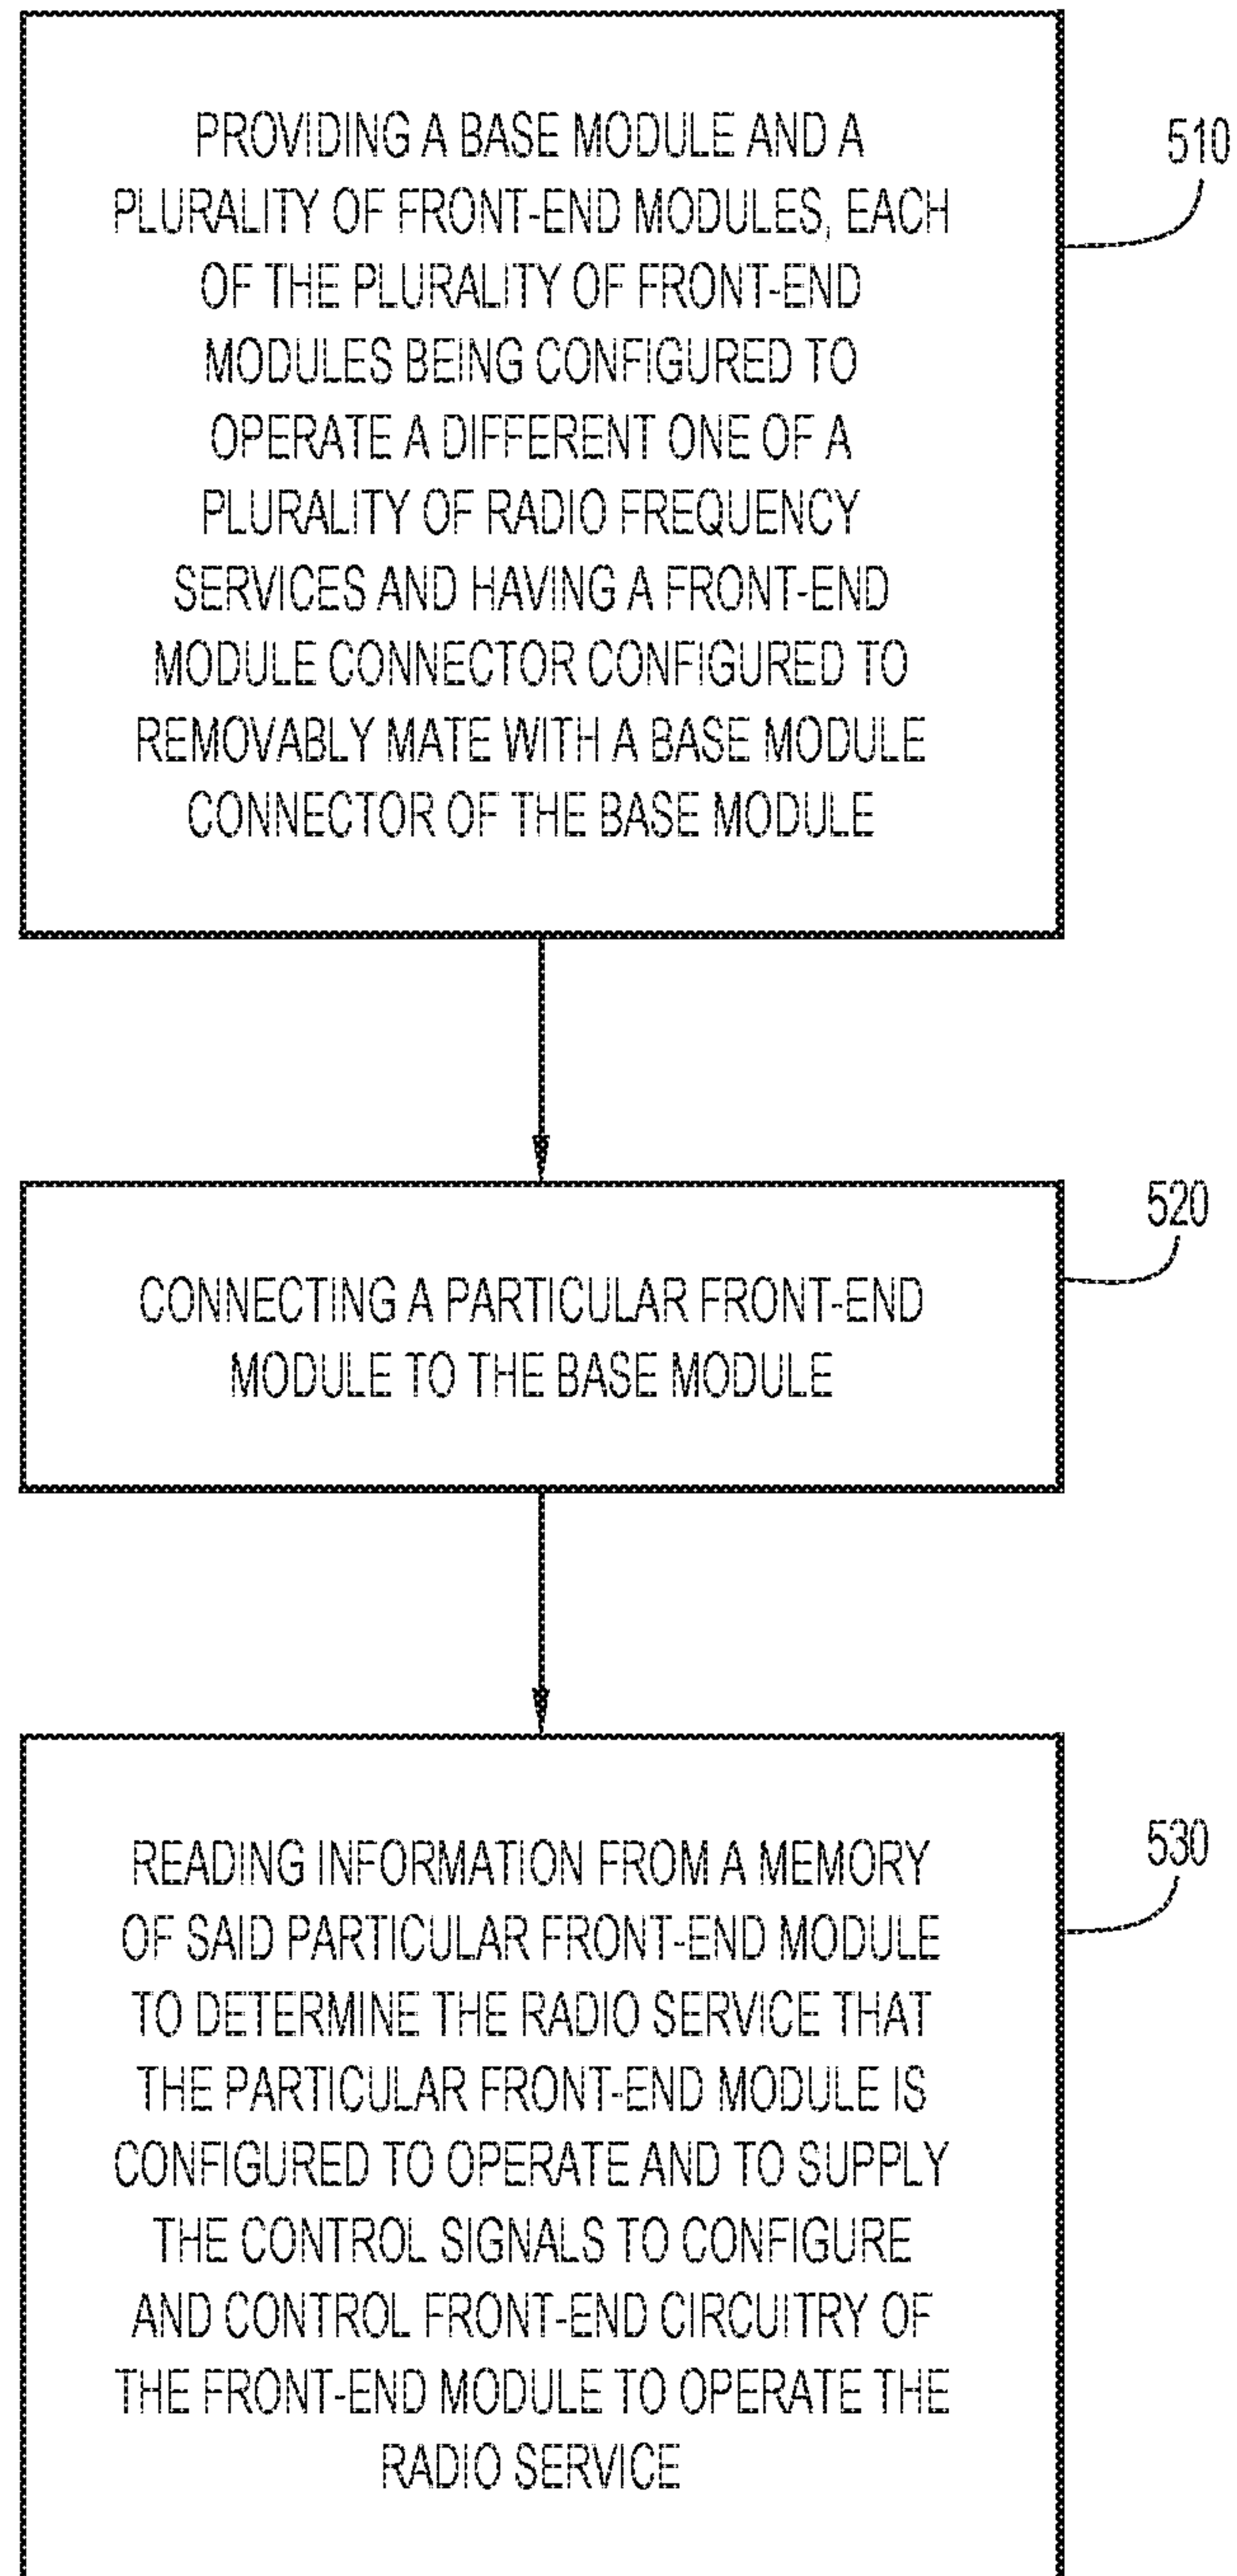 PROVIDING A BASE MODULE AND A
PLURALITY OF FRONT-END MODULES, EACH
OF THE PLURALITY OF FRONT-END
MODULES BEING CONFIGURED TO
OPERATE A DIFFERENT ONE OF A
PLURALITY OF RADIO FREQUENCY
SERVICES AND HAVING A FRONT-END
MODULE CONNECTOR CONFIGURED TO
REMOVABLY MATE WITH A BASE MODULE
CONNECTOR OF THE BASE MODULE
510
CONNECTING A PARTICULAR FRONT-END
MODULE TO THE BASE MODULE
520
READING INFORMATION FROM A MEMORY
OF SAID PARTICULAR FRONT-END MODULE
TO DETERMINE THE RADIO SERVICE THAT
THE PARTICULAR FRONT-END MODULE IS
CONFIGURED TO OPERATE AND TO SUPPLY
THE CONTROL SIGNALS TO CONFIGURE
AND CONTROL FRONT-END CIRCUITRY OF
THE FRONT-END MODULE TO OPERATE THE
RADIO SERVICE
530